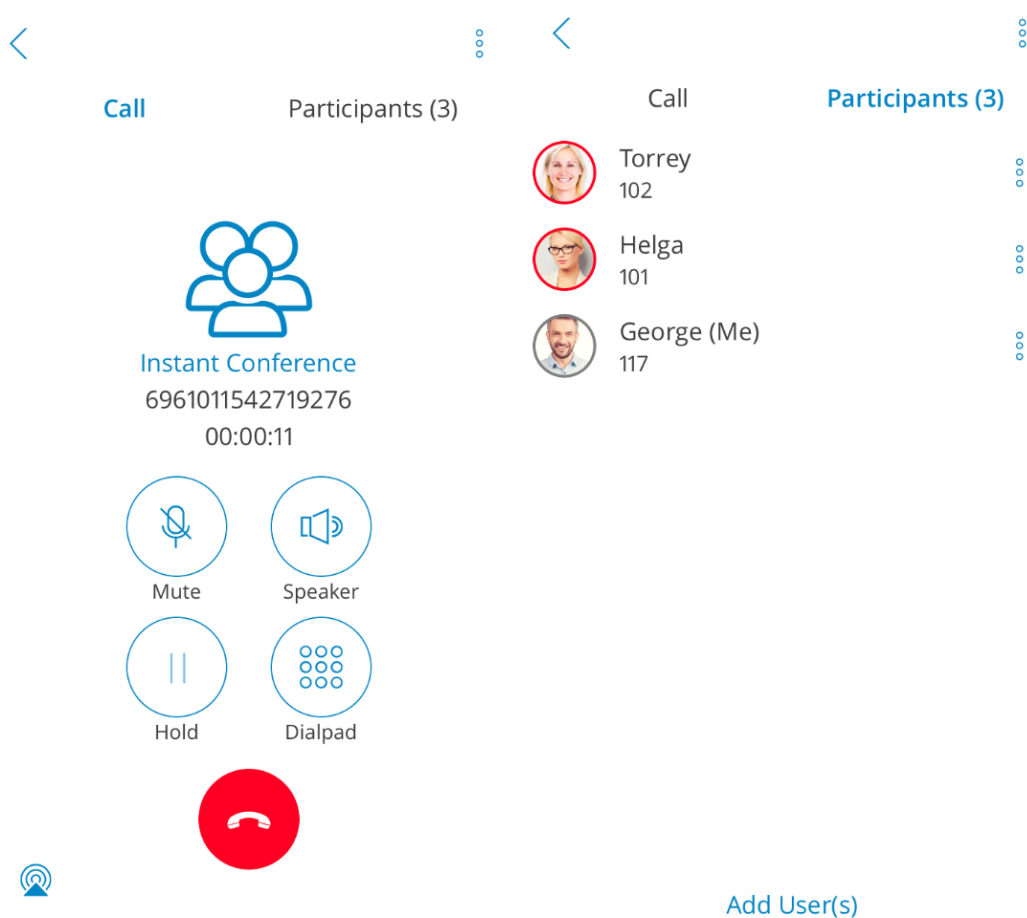 Call
Participants (3)
Instant Conference
6961011542719276
00:00:11
Mute
Speaker
Hold
Dialpad
Call
Participants (3)
Torrey
102
Helga
101
George (Me)
117
Add User(s)